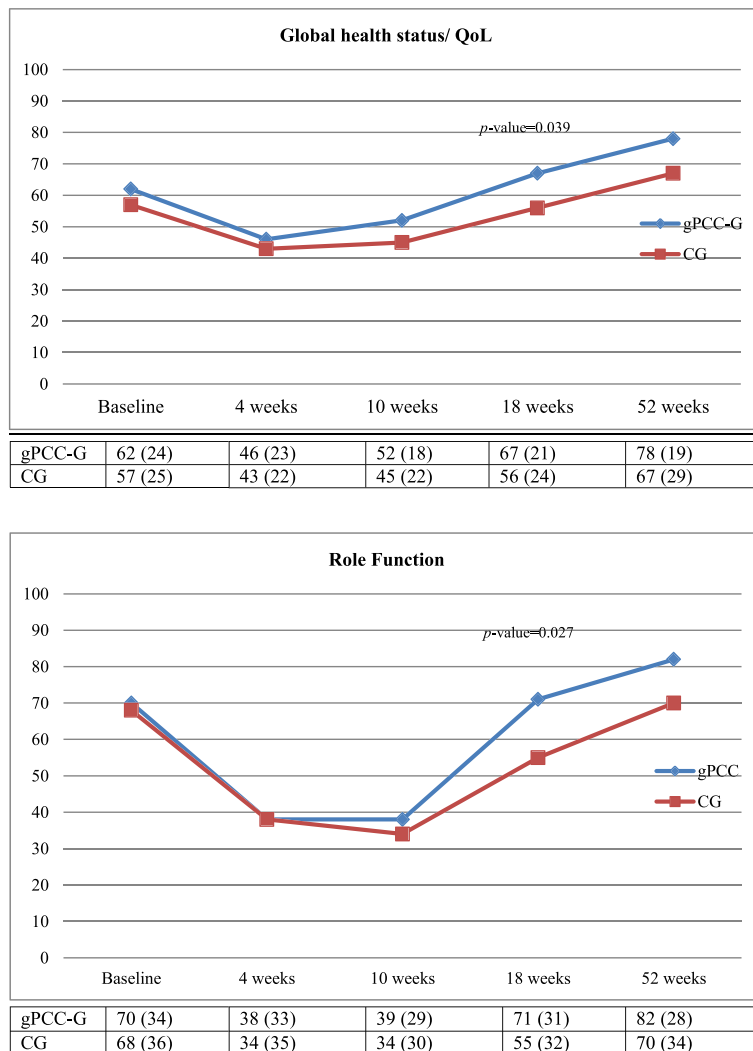 Global health status/ QoL
100
90
80
p-value=0.039
70
60
50
gPCC-G
40
CG
30
20
10
0
Baseline 4 weeks 10 weeks 18 weeks 52 weeks
gPCC-G 62 (24) 46 (23) 52 (18) 67 (21) 78 (19)
CG 57 (25) 43 (22) 45 (22) 56 (24) 67 (29)
Role Function
100
90
p-value=0.027
80
70
60
50
gPCC
40
CG
30
20
10
0
Baseline 4 weeks 10 weeks 18 weeks 52 weeks
gPCC-G 70 (34) 38 (33) 39 (29) 71 (31) 82 (28)
CG 68 (36) 34 (35) 34 (30) 55 (32) 70 (34)